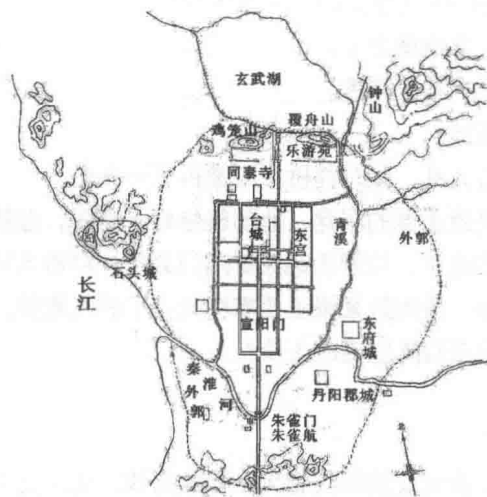 玄武湖
钟山
覆舟山
鸡笼山
乐游苑
同泰寺
台城
东宫
青溪
外郭
石头城
长江
宣阳门
东府城
秦淮河
外郭
丹阳郡城
朱雀门
朱雀航